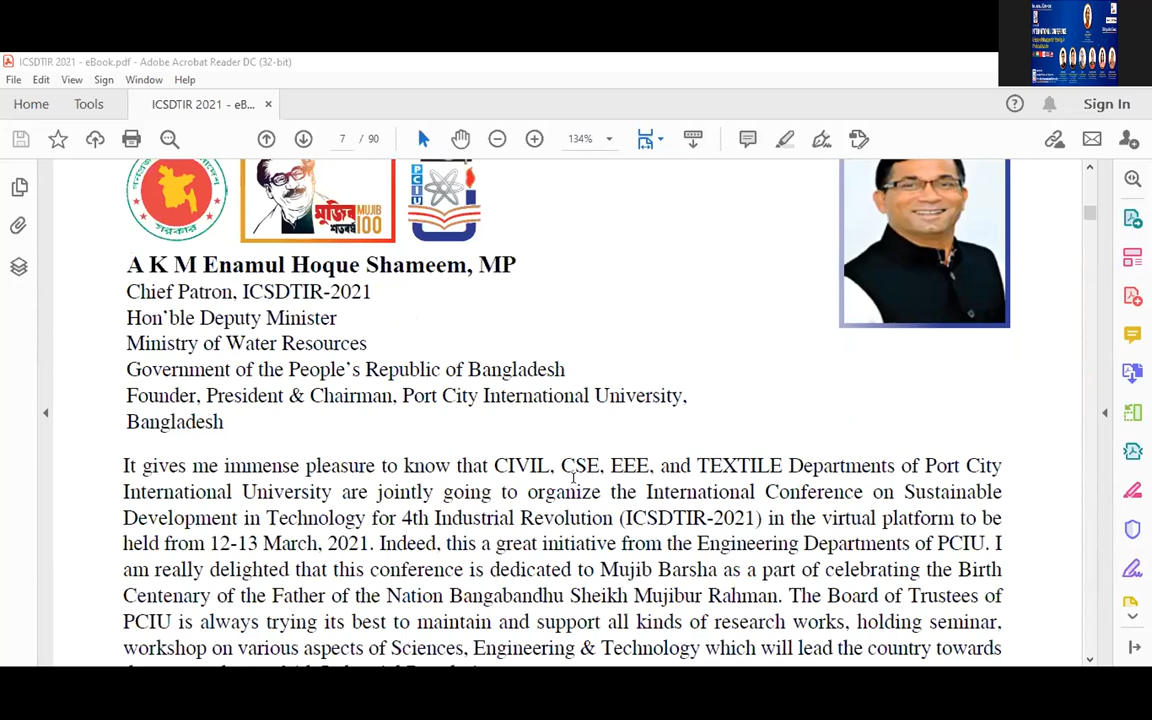 ICSDTIR 2021 - eBook.pdf - Adobe Acrobat Reader DC (32-bit)
File Edit View Sign Window Help
Home Tools ICSDTIR 2021 - eB... × Sign In
7 / 90 134%
মুজিব MUJIB
শতবর্ষ 100
PCIU
সরকার
A K M Enamul Hoque Shameem, MP
Chief Patron, ICSDTIR-2021
Hon’ble Deputy Minister
Ministry of Water Resources
Government of the People’s Republic of Bangladesh
Founder, President & Chairman, Port City International University,
Bangladesh
It gives me immense pleasure to know that CIVIL, CSE, EEE, and TEXTILE Departments of Port City
International University are jointly going to organize the International Conference on Sustainable
Development in Technology for 4th Industrial Revolution (ICSDTIR-2021) in the virtual platform to be
held from 12-13 March, 2021. Indeed, this a great initiative from the Engineering Departments of PCIU. I
am really delighted that this conference is dedicated to Mujib Barsha as a part of celebrating the Birth
Centenary of the Father of the Nation Bangabandhu Sheikh Mujibur Rahman. The Board of Trustees of
PCIU is always trying its best to maintain and support all kinds of research works, holding seminar,
workshop on various aspects of Sciences, Engineering & Technology which will lead the country towards